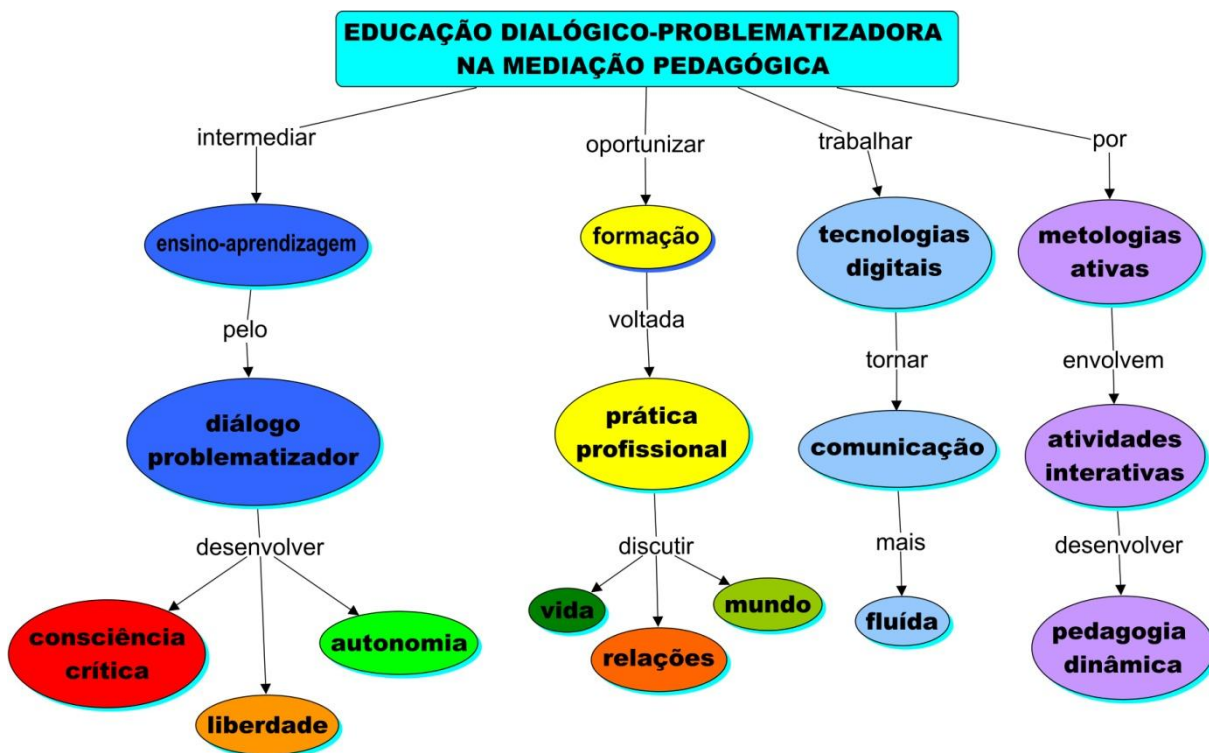 EDUCAÇÃO DIALÓGICO-PROBLEMATIZADORA
NA MEDIAÇÃO PEDAGÓGICA
intermediar
oportunizar
trabalhar
por
ensino-aprendizagem
formação
tecnologias
digitais
metologias
ativas
pelo
voltada
tornar
envolvem
diálogo
problematizador
prática
profissional
comunicação
atividades
interativas
desenvolver
discutir
mais
desenvolver
consciência
crítica
autonomia
liberdade
vida
mundo
relações
fluída
pedagogia
dinâmica